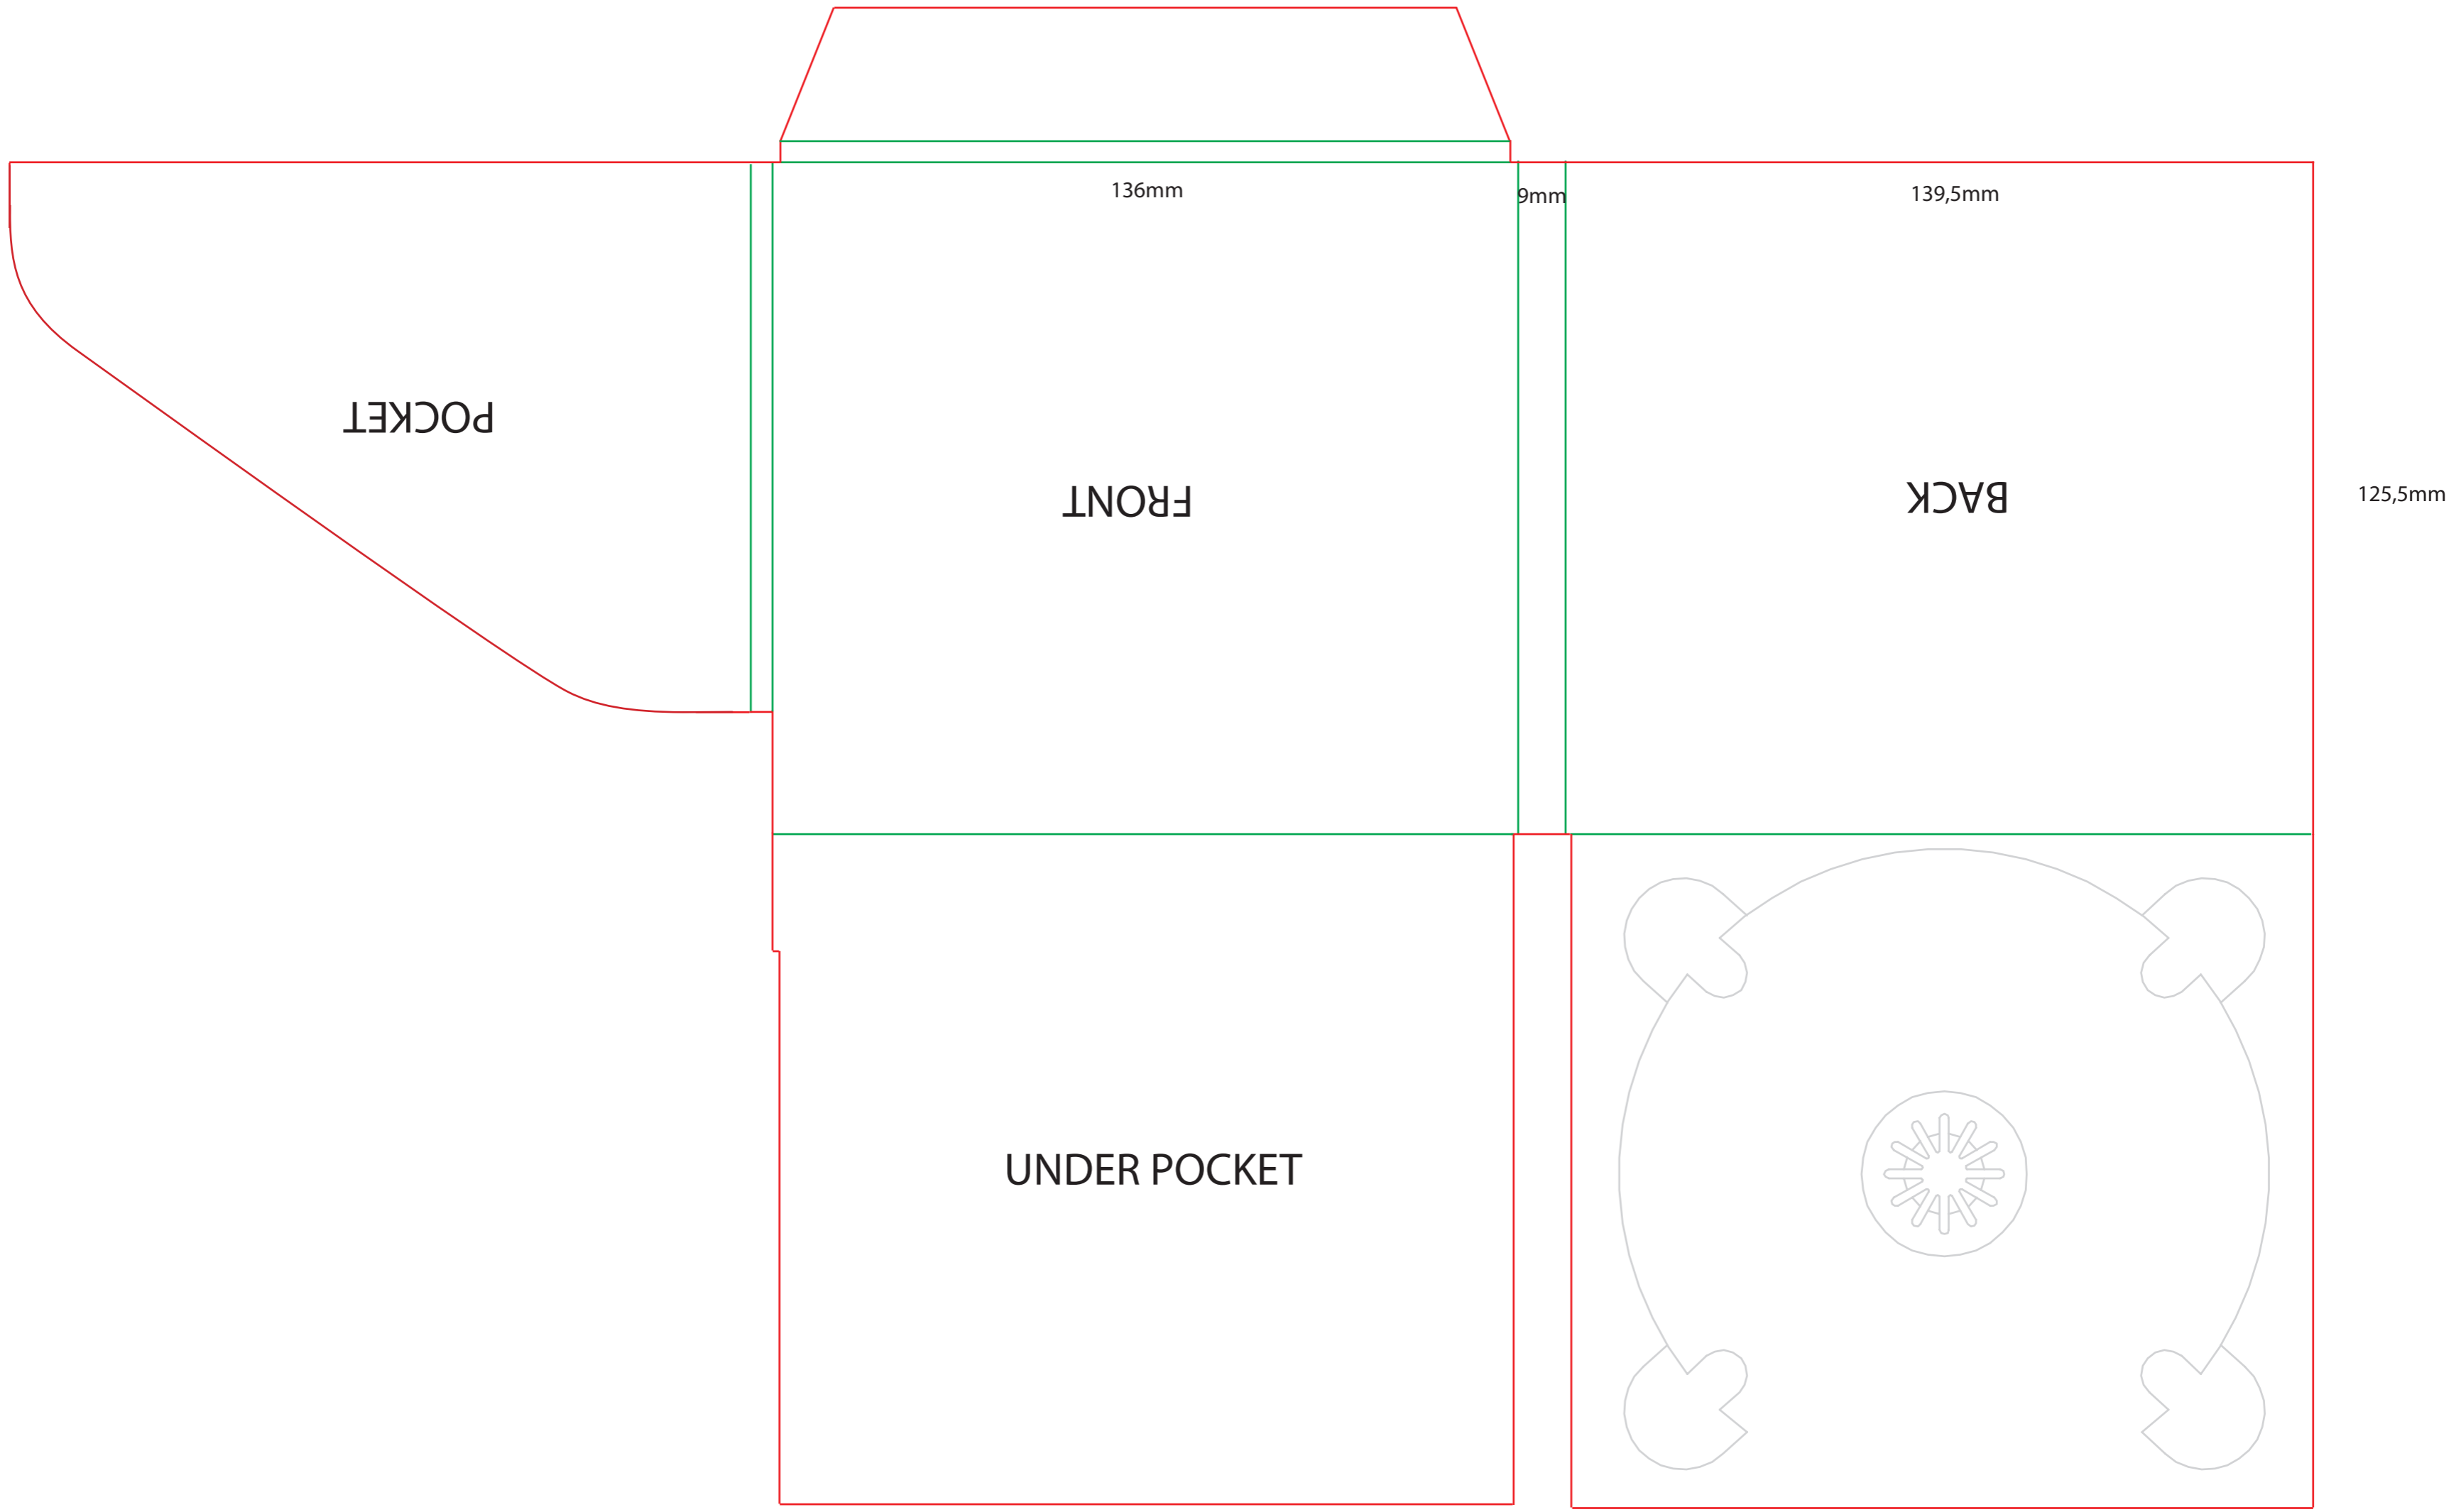 136mm
9mm
139,5mm
POCKET
FRONT
BACK
125,5mm
UNDER POCKET